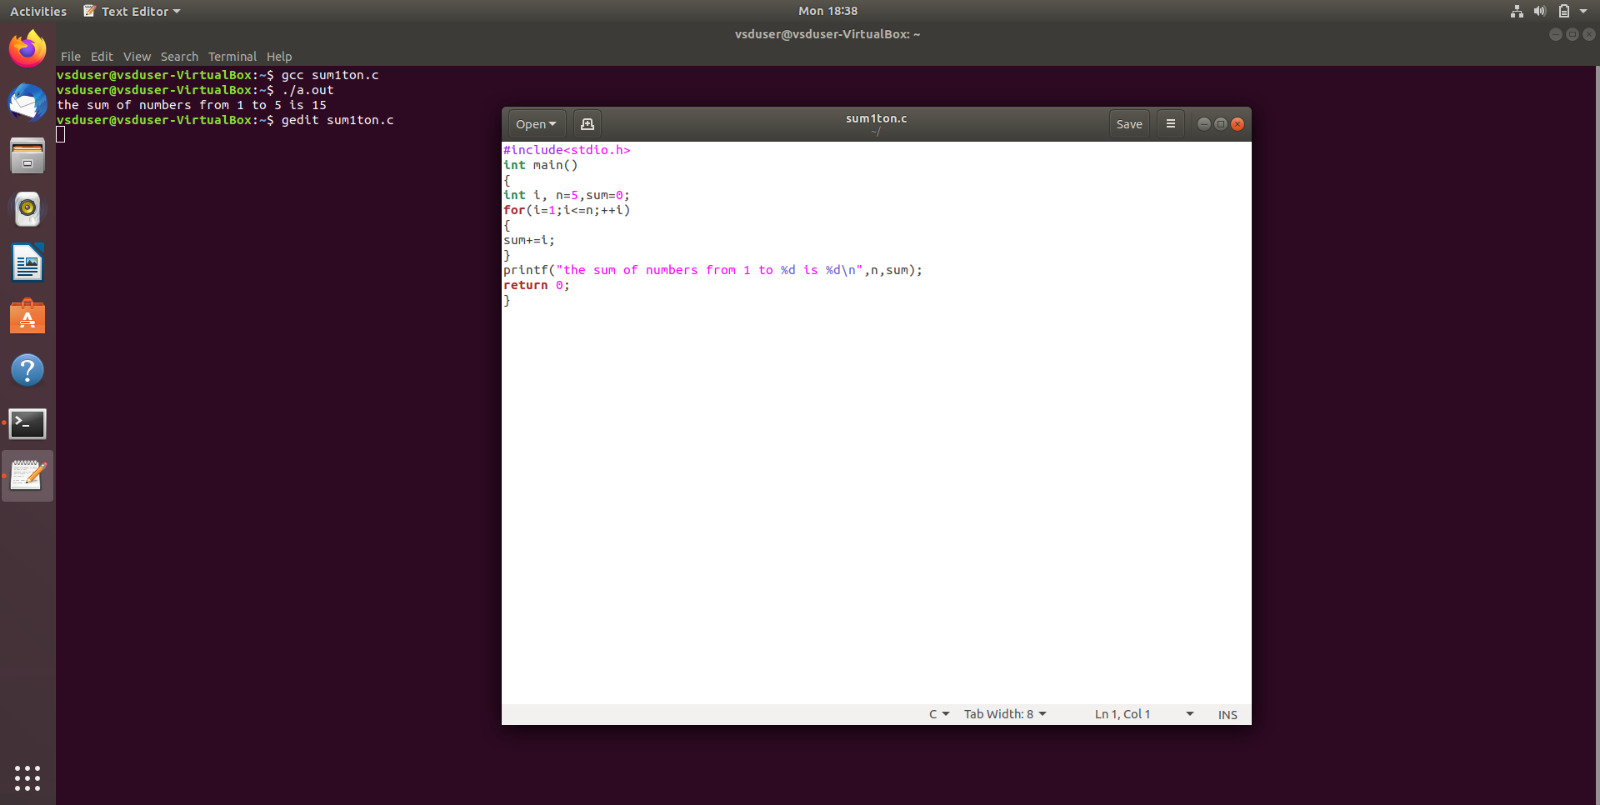 Activities Text Editor Mon 18:38
vsduser@vsduser-VirtualBox: ~
File Edit View Search Terminal Help
vsduser@vsduser-VirtualBox:~$ gcc sum1ton.c
vsduser@vsduser-VirtualBox:~$ ./a.out
the sum of numbers from 1 to 5 is 15
vsduser@vsduser-VirtualBox:~$ gedit sum1ton.c
Open sum1ton.c Save
~/
#include<stdio.h>
int main()
{
int i, n=5,sum=0;
for(i=1;i<=n;++i)
{
sum+=i;
}
printf("the sum of numbers from 1 to %d is %d\n",n,sum);
return 0;
}
C Tab Width: 8 Ln 1, Col 1 INS